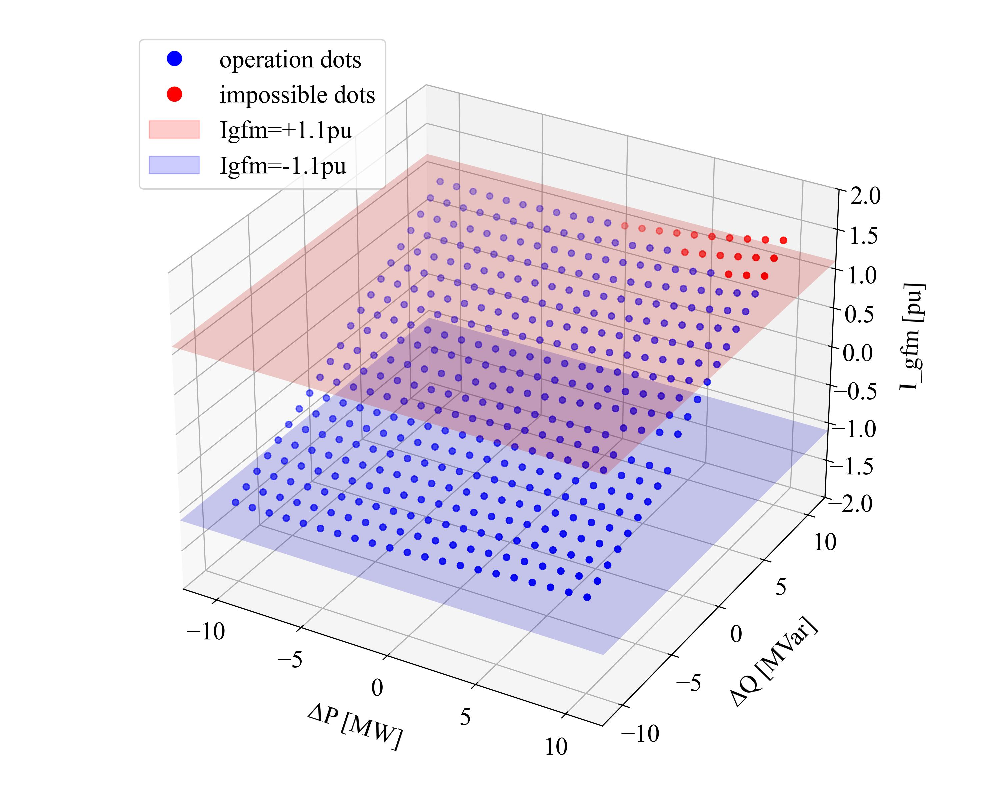 operation dots
impossible dots
Igfm=+1.1pu
Igfm=-1.1pu
2.0
1.5
1.0
0.5
0.0
−0.5
−1.0
−1.5
−2.0
I_gfm [pu]
−10
−5
0
5
10
ΔP [MW]
10
5
0
−5
−10
ΔQ [MVar]